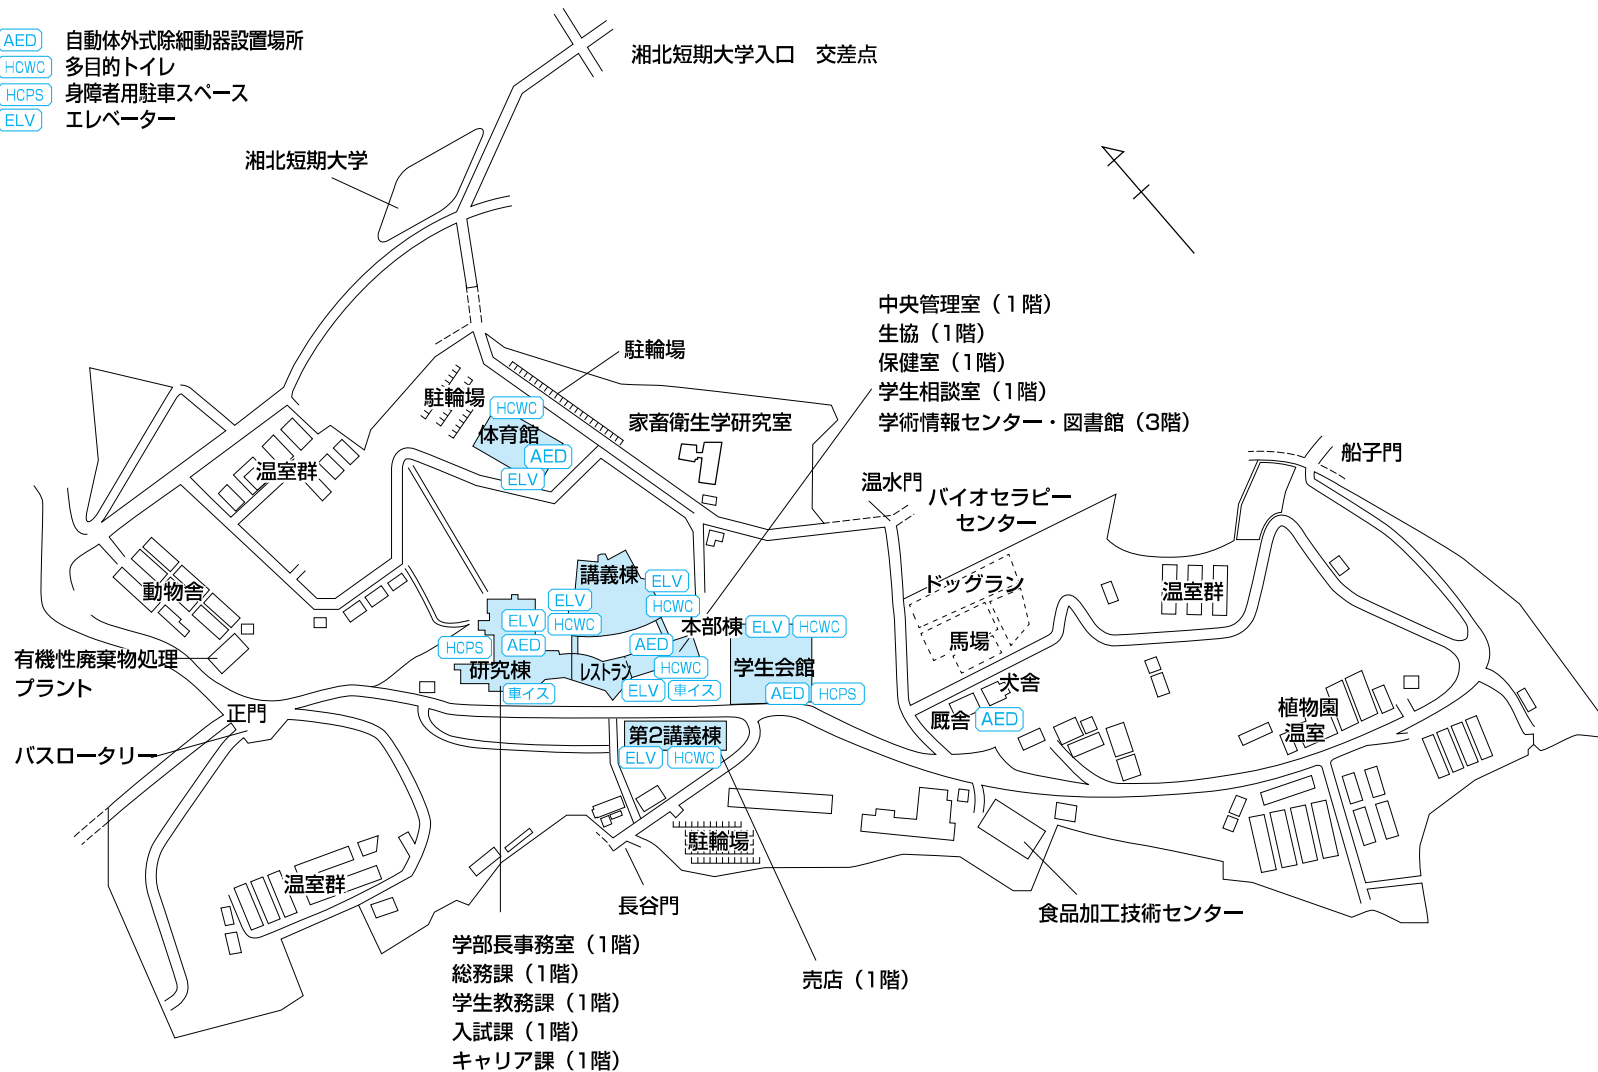 AED 自動体外式除細動器設置場所
HCWC 多目的トイレ
HCPS 身障者用駐車スペース
ELV エレベーター
湘北短期大学入口 交差点
湘北短期大学
中央管理室（1階）
生協（1階）
保健室（1階）
学生相談室（1階）
学術情報センター・図書館（3階）
駐輪場
駐輪場
HCWC
体育館
AED
ELV
家畜衛生学研究室
温室群
船子門
温水門
バイオセラピー
センター
動物舎
講義棟
ELV
HCWC
ELV
HCWC
ELV
AED
HCPS
研究棟
車イス
レストラン
AED
HCWC
ELV
車イス
本部棟
ELV
HCWC
学生会館
AED
HCPS
ドッグラン
馬場
温室群
犬舎
厩舎
AED
植物園
温室
有機性廃棄物処理
プラント
正門
バスロータリー
第2講義棟
ELV
HCWC
駐輪場
温室群
長谷門
食品加工技術センター
売店（1階）
学部長事務室（1階）
総務課（1階）
学生教務課（1階）
入試課（1階）
キャリア課（1階）